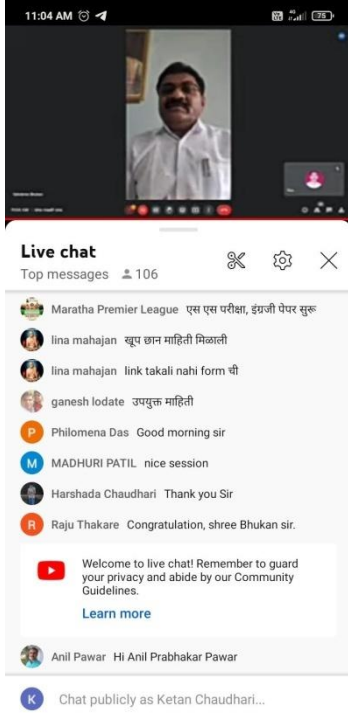 11:04 AM
75
Live chat
Top messages 106
Maratha Premier League एस एस परीक्षा, इंग्रजी पेपर सुरू
lina mahajan खूप छान माहिती मिळाली
lina mahajan link takali nahi form ची
ganesh lodate उपयुक्त माहिती
P Philomena Das Good morning sir
M MADHURI PATIL nice session
Harshada Chaudhari Thank you Sir
R Raju Thakare Congratulation, shree Bhukan sir.
Welcome to live chat! Remember to guard
your privacy and abide by our Community
Guidelines.
Learn more
Anil Pawar Hi Anil Prabhakar Pawar
K Chat publicly as Ketan Chaudhari...